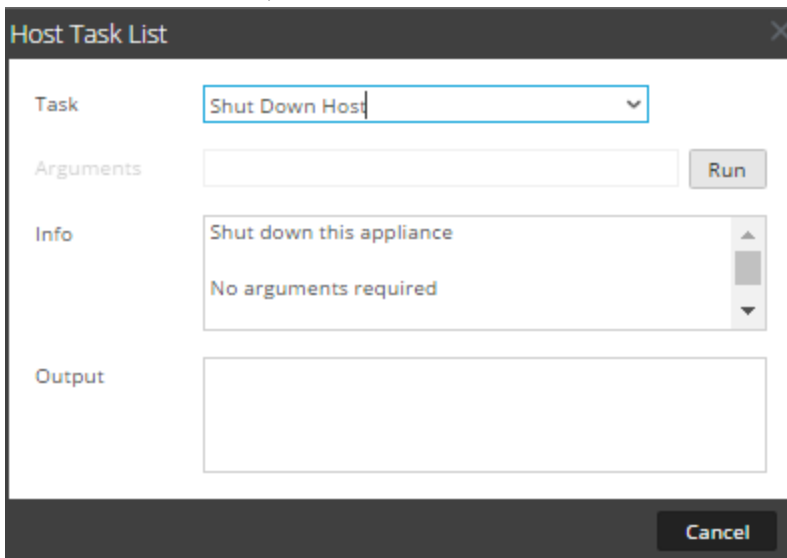 Host Task List
Task
Shut Down Host
Arguments
Run
Info
Shut down this appliance
No arguments required
Output
Cancel